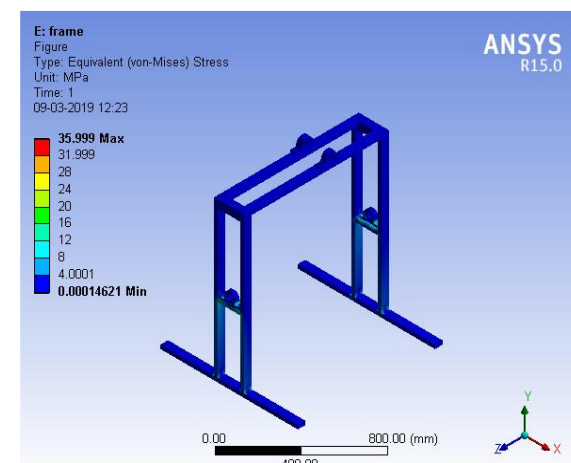 E: frame
Figure
Type: Equivalent (von-Mises) Stress
Unit: MPa
Time: 1
09-03-2019 12:23
ANSYS
R15.0
35.999 Max
31.999
28
24
20
16
12
8
4.0001
0.00014621 Min
0.00
800.00 (mm)
400.00
Y
Z
X